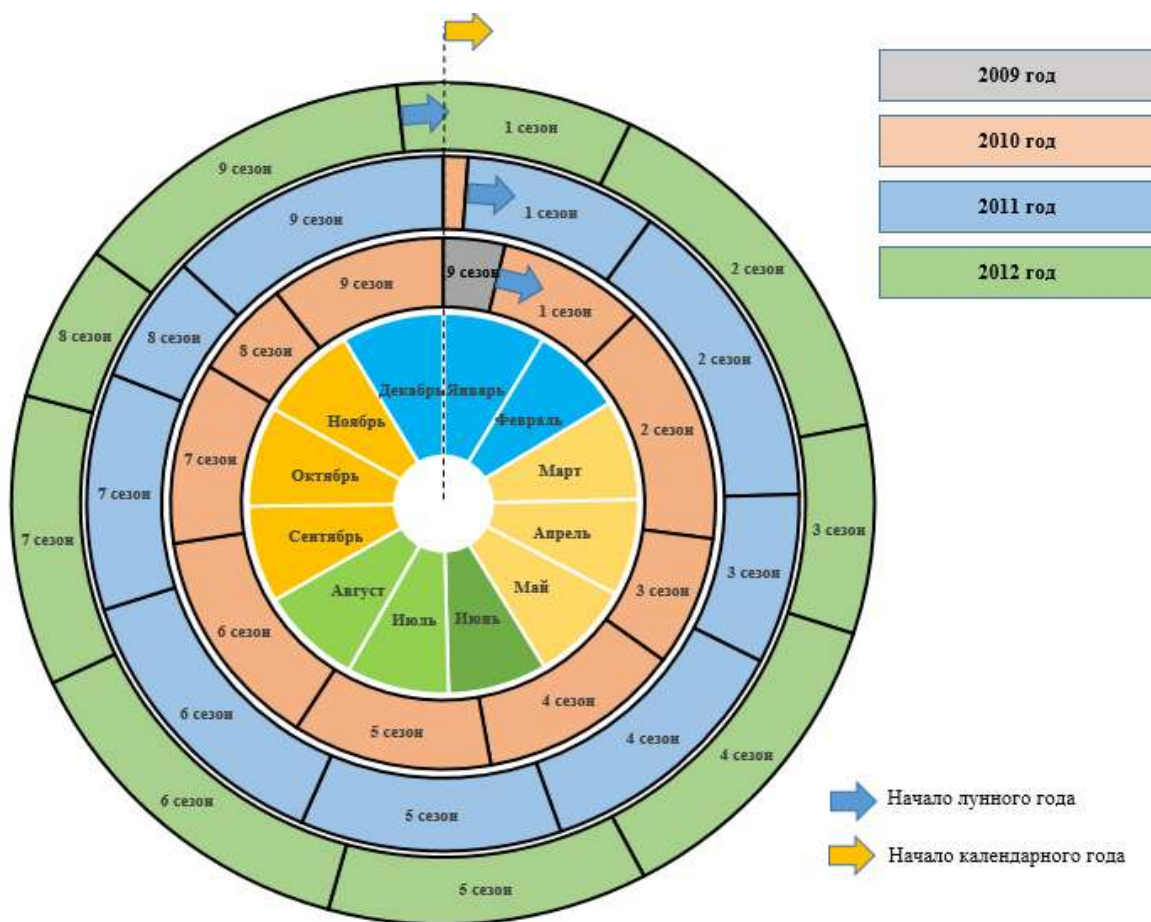 2009 год
2010 год
2011 год
2012 год
1 сезон
2 сезон
3 сезон
4 сезон
5 сезон
6 сезон
7 сезон
8 сезон
9 сезон
1 сезон
2 сезон
3 сезон
4 сезон
5 сезон
6 сезон
7 сезон
8 сезон
9 сезон
9 сезон
1 сезон
2 сезон
3 сезон
4 сезон
5 сезон
6 сезон
7 сезон
8 сезон
9 сезон
Январь
Февраль
Март
Апрель
Май
Июнь
Июль
Август
Сентябрь
Октябрь
Ноябрь
Декабрь
Начало лунного года
Начало календарного года